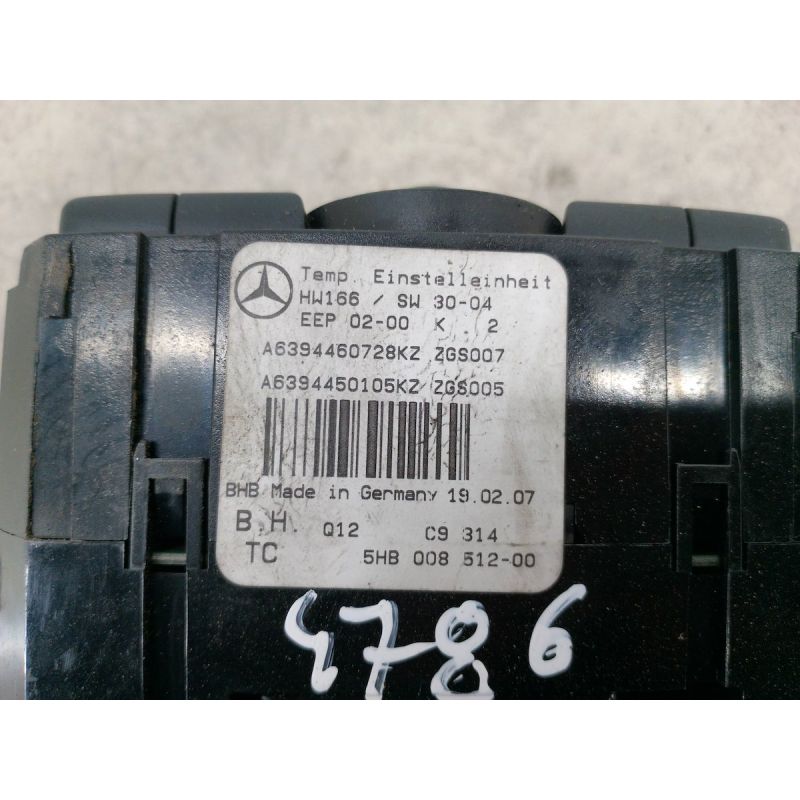 Temp. Einstelleinheit
HW166 / SW 30-04
EEP 02-00 K 2
A6394460728KZ ZGS007
A6394450105KZ ZGS005
BHB Made in Germany 19.02.07
B.H. Q12 C9 314
TC 5HB 008 512-00
4786